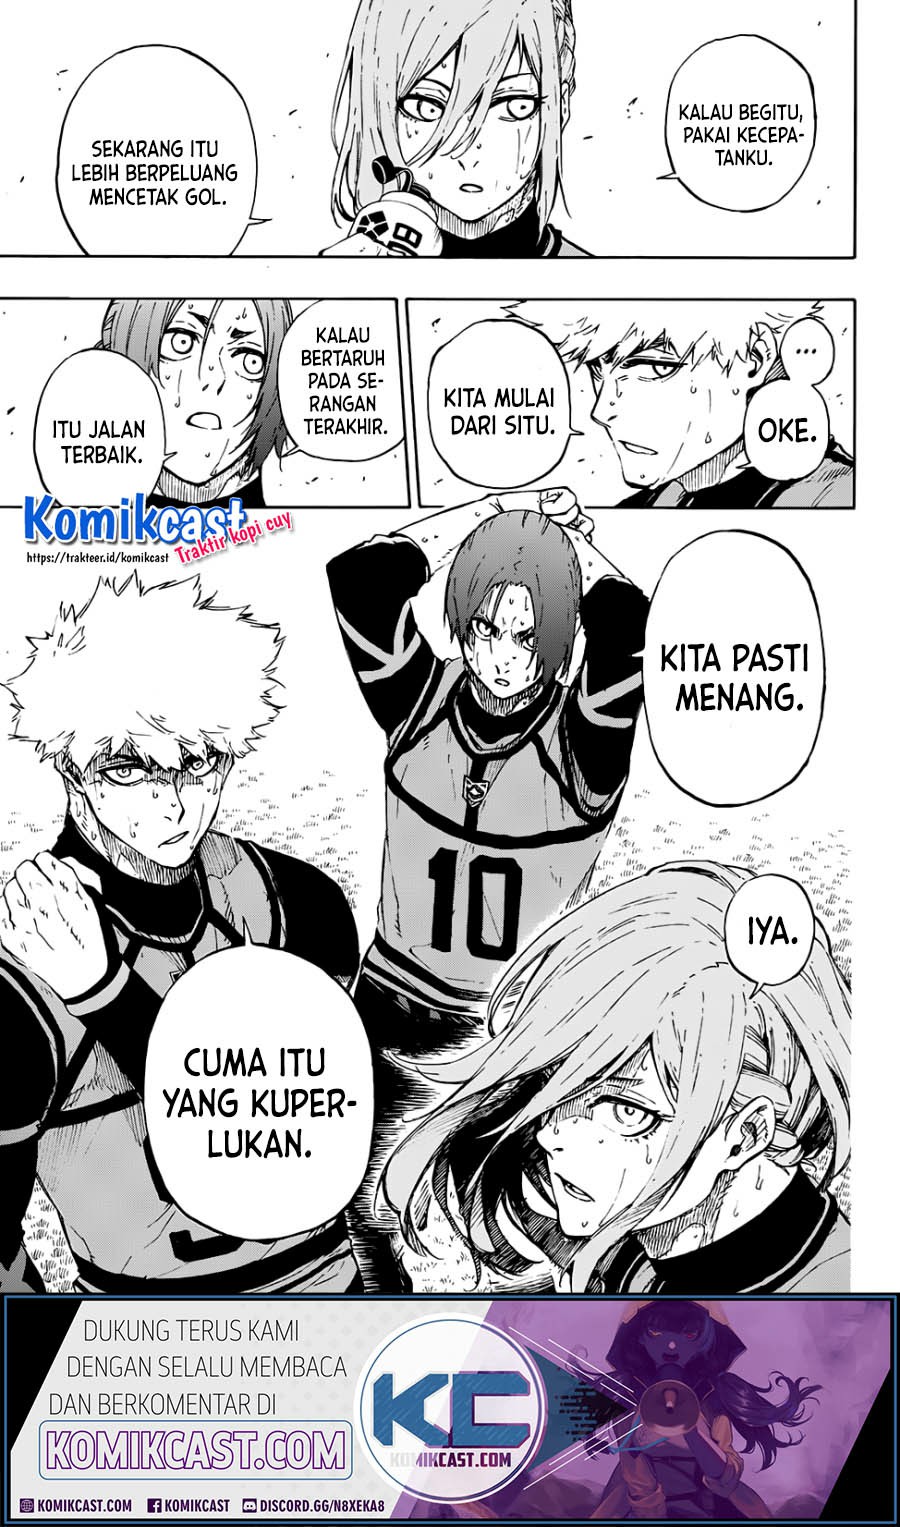 KALAU BEGITU,
PAKAI KECEPA-
TANKU.
SEKARANG ITU
LEBIH BERPELUANG
MENCETAK GOL.
...
OKE.
KITA MULAI
DARI SITU.
KALAU
BERTARUH
PADA SE-
RANGAN
TERAKHIR.
ITU JALAN
TERBAIK.
Komikcast
Traktir kopi cuy
https://trakteer.id/komikcast
KITA PASTI
MENANG.
10
IYA.
CUMA ITU
YANG KUPER-
LUKAN.
DUKUNG TERUS KAMI
DENGAN SELALU MEMBACA
DAN BERKOMENTAR DI
KOMIKCAST.COM
KC
KOMIKCAST.COM
KOMIKCAST.COM
KOMIKCAST
DISCORD.GG/N8XEKA8